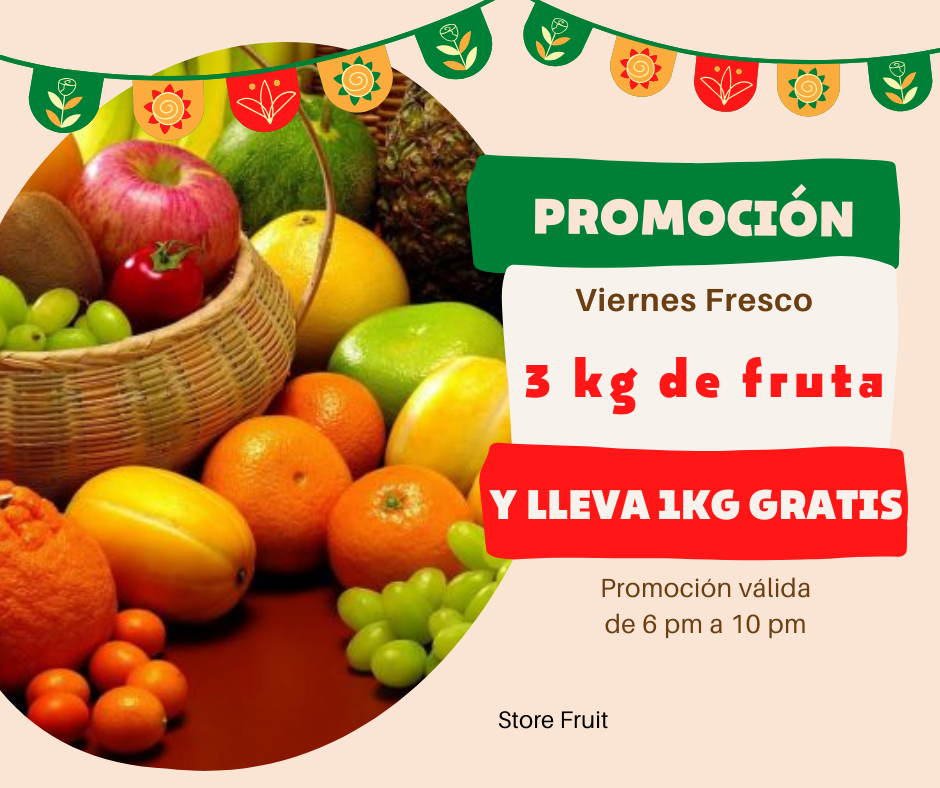 PROMOCIÓN
Viernes Fresco
3 kg de fruta
Y LLEVA 1KG GRATIS
Promoción válida
de 6 pm a 10 pm
Store Fruit